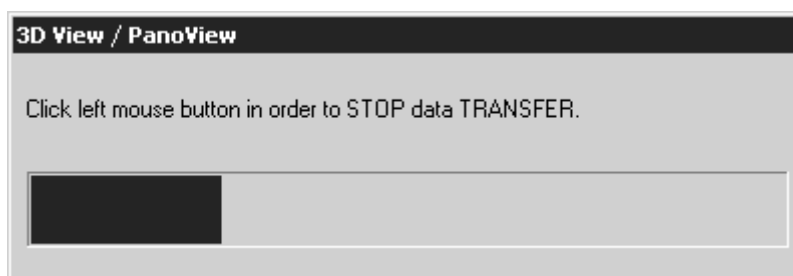 3D View / PanoView
Click left mouse button in order to STOP data TRANSFER.